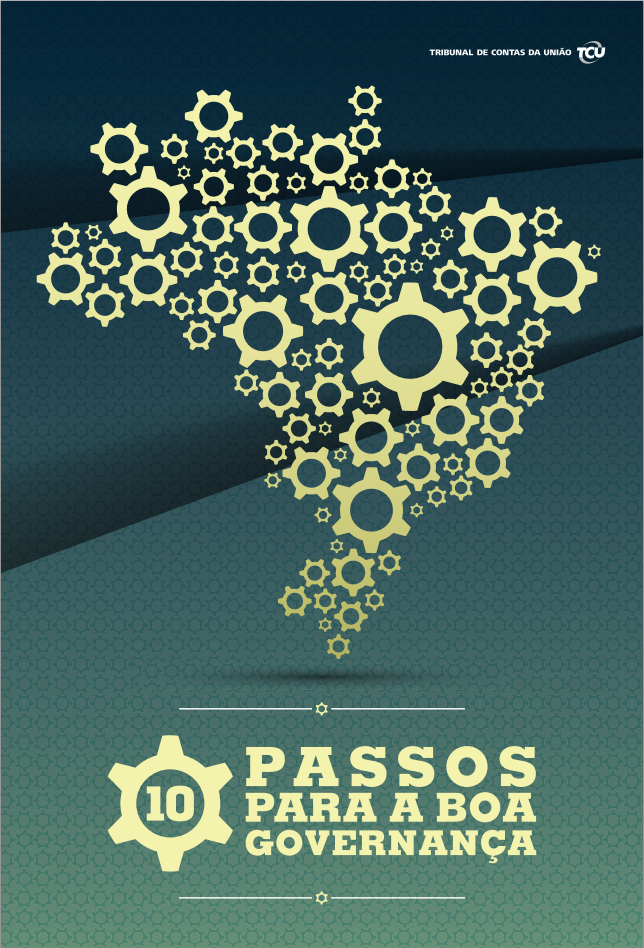 TRIBUNAL DE CONTAS DA UNIÃO TCU
10
PASSOS
PARA A BOA
GOVERNANÇA